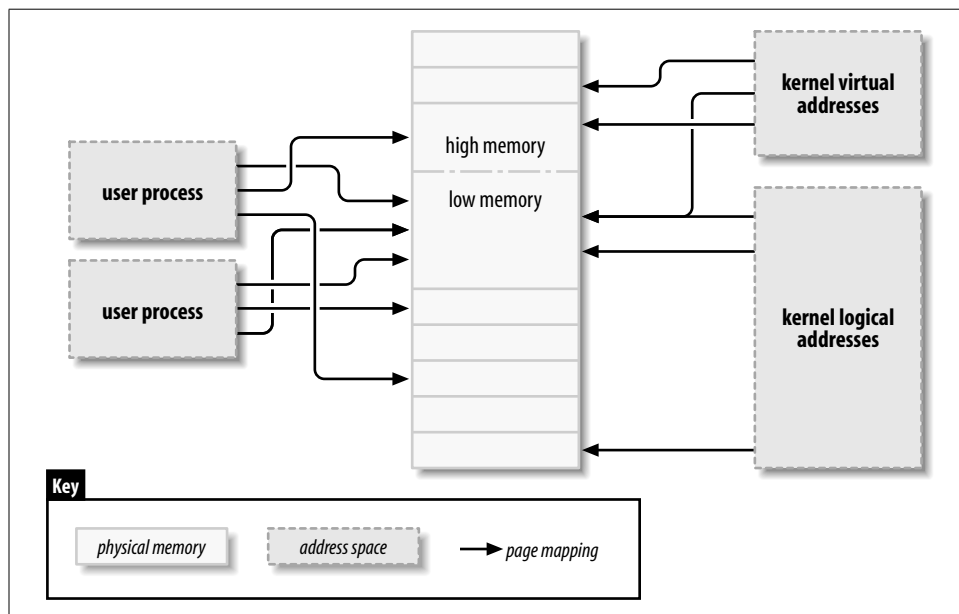 kernel virtual
addresses
high memory
user process
low memory
user process
kernel logical
addresses
Key
physical memory
address space
page mapping